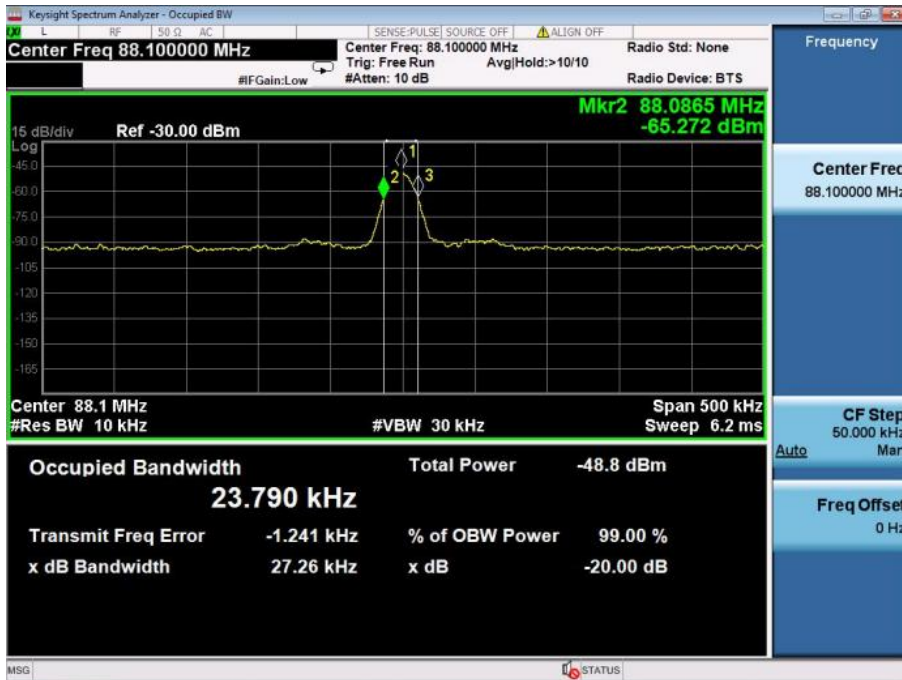 Keysight Spectrum Analyzer - Occupied BW
L RF 50 Ω AC SENSE:PULSE SOURCE OFF ALIGN OFF
Center Freq 88.100000 MHz
Center Freq: 88.100000 MHz
Radio Std: None
Trig: Free Run Avg|Hold:>10/10
#IFGain:Low
#Atten: 10 dB
Radio Device: BTS
Mkr2 88.0865 MHz
-65.272 dBm
15 dB/div Ref -30.00 dBm
Log
1
2
3
-45.0
-60.0
-75.0
-90.0
-105
-120
-135
-150
-165
Center 88.1 MHz
Span 500 kHz
#Res BW 10 kHz
#VBW 30 kHz
Sweep 6.2 ms
Occupied Bandwidth
23.790 kHz
Total Power -48.8 dBm
Transmit Freq Error -1.241 kHz
% of OBW Power 99.00 %
x dB Bandwidth 27.26 kHz
x dB -20.00 dB
Frequency
Center Freq
88.100000 MHz
CF Step
50.000 kHz
Auto Man
Freq Offset
0 Hz
MSG
STATUS